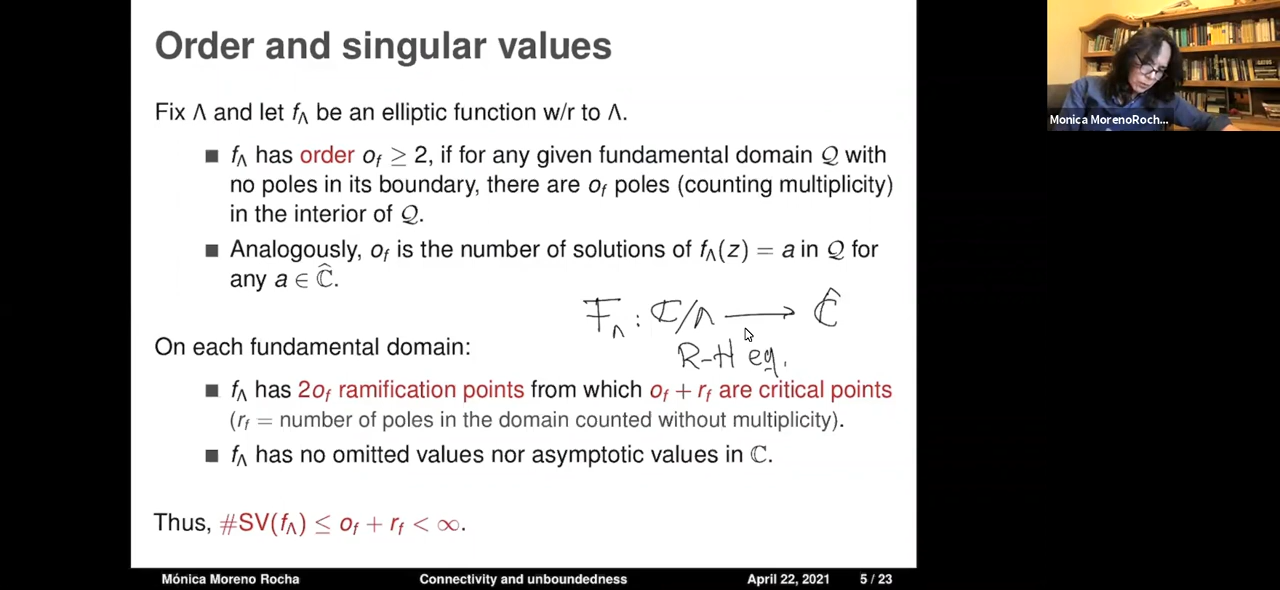 Order and singular values
Fix Λ and let f_Λ be an elliptic function w/r to Λ.
■ f_Λ has order o_f ≥ 2, if for any given fundamental domain 𝒬 with
no poles in its boundary, there are o_f poles (counting multiplicity)
in the interior of 𝒬.
■ Analogously, o_f is the number of solutions of f_Λ(z) = a in 𝒬 for
any a ∈ Ĉ.
F_Λ : ℂ/Λ ⟶ Ĉ
R-H eq.
On each fundamental domain:
■ f_Λ has 2o_f ramification points from which o_f + r_f are critical points
(r_f = number of poles in the domain counted without multiplicity).
■ f_Λ has no omitted values nor asymptotic values in ℂ.
Thus, #SV(f_Λ) ≤ o_f + r_f < ∞.
Mónica Moreno Rocha Connectivity and unboundedness April 22, 2021 5 / 23
Monica MorenoRoch...